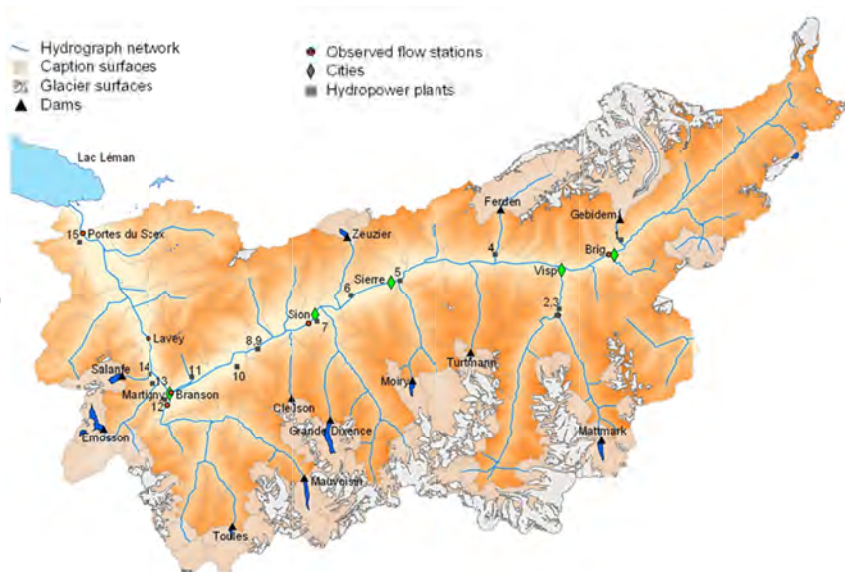 Hydrograph network
Caption surfaces
Glacier surfaces
Dams
Observed flow stations
Cities
Hydropower plants
Lac Léman
Portes du Scex
15
Ferden
Gebidem
Zeuzier
4
Brig
Visp
Sierre
5
6
Sion
7
2,3
Lavey
8,9
10
Salanfe
14
13
11
Martigny
Branson
12
Turtmann
Moiry
Cleuson
Grande Dixence
Emosson
Mattmark
Mauvoisin
Toules